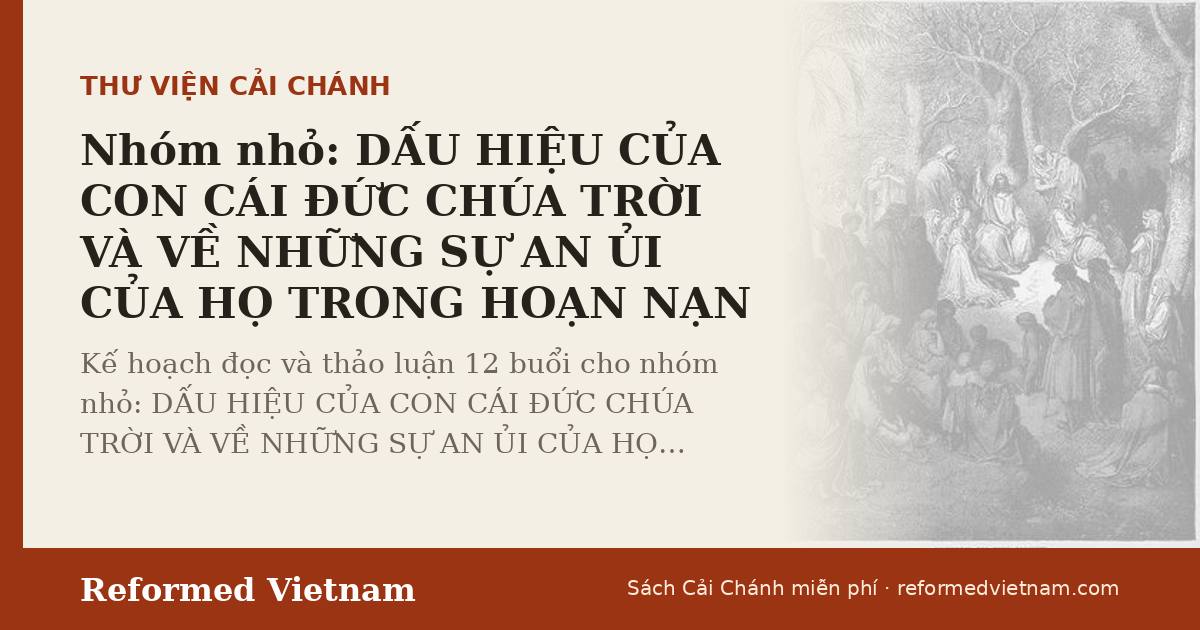 THƯ VIỆN CẢI CHÁNH
Nhóm nhỏ: DẤU HIỆU CỦA
CON CÁI ĐỨC CHÚA TRỜI
VÀ VỀ NHỮNG SỰ AN ỦI
CỦA HỌ TRONG HOẠN NẠN
Kế hoạch đọc và thảo luận 12 buổi cho nhóm
nhỏ: DẤU HIỆU CỦA CON CÁI ĐỨC CHÚA
TRỜI VÀ VỀ NHỮNG SỰ AN ỦI CỦA HỌ...
Reformed Vietnam
Sách Cải Chánh miễn phí · reformedvietnam.com